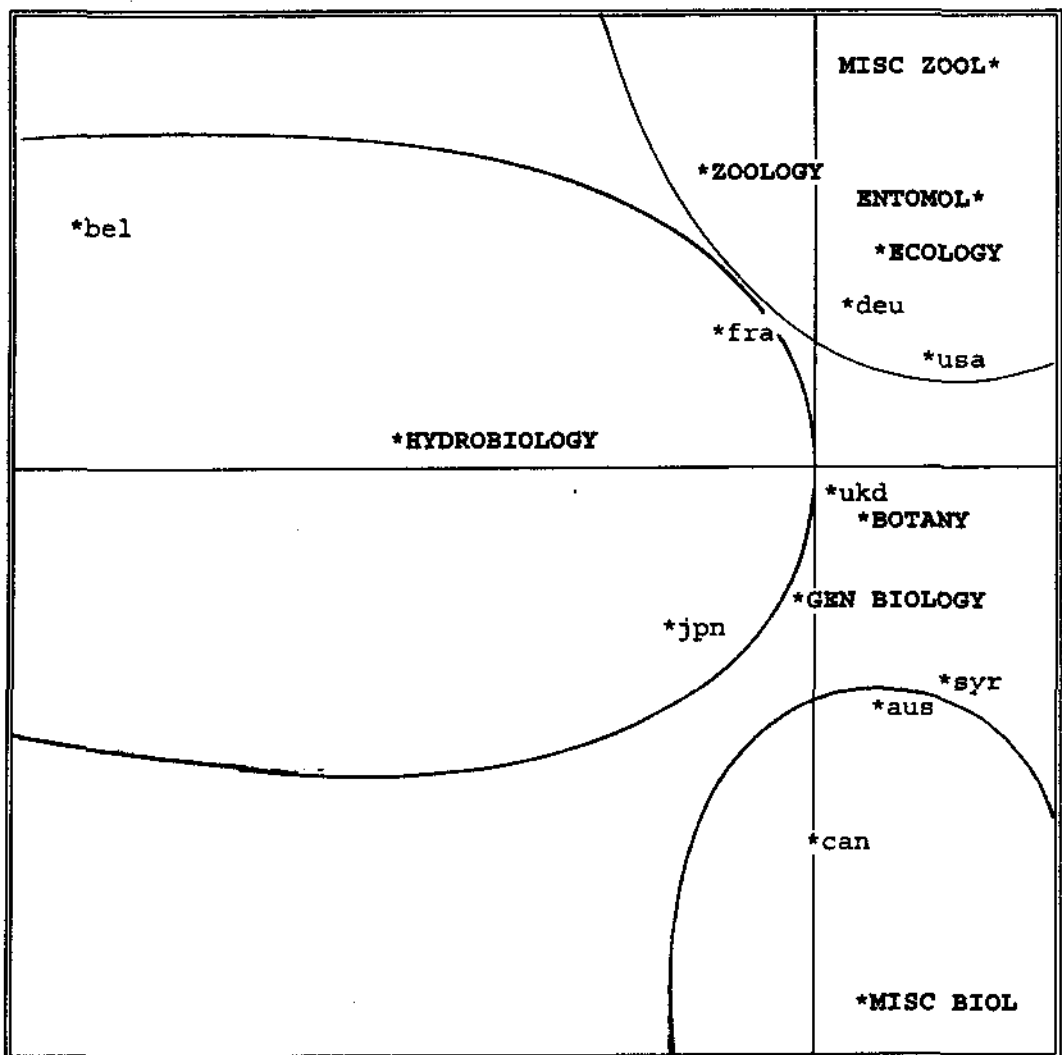 MISC ZOOL*
*ZOOLOGY
ENTOMOL*
*bel
*ECOLOGY
*deu
*fra
*usa
*HYDROBIOLOGY
*ukd
*BOTANY
*GEN BIOLOGY
*jpn
*syr
*aus
*can
*MISC BIOL